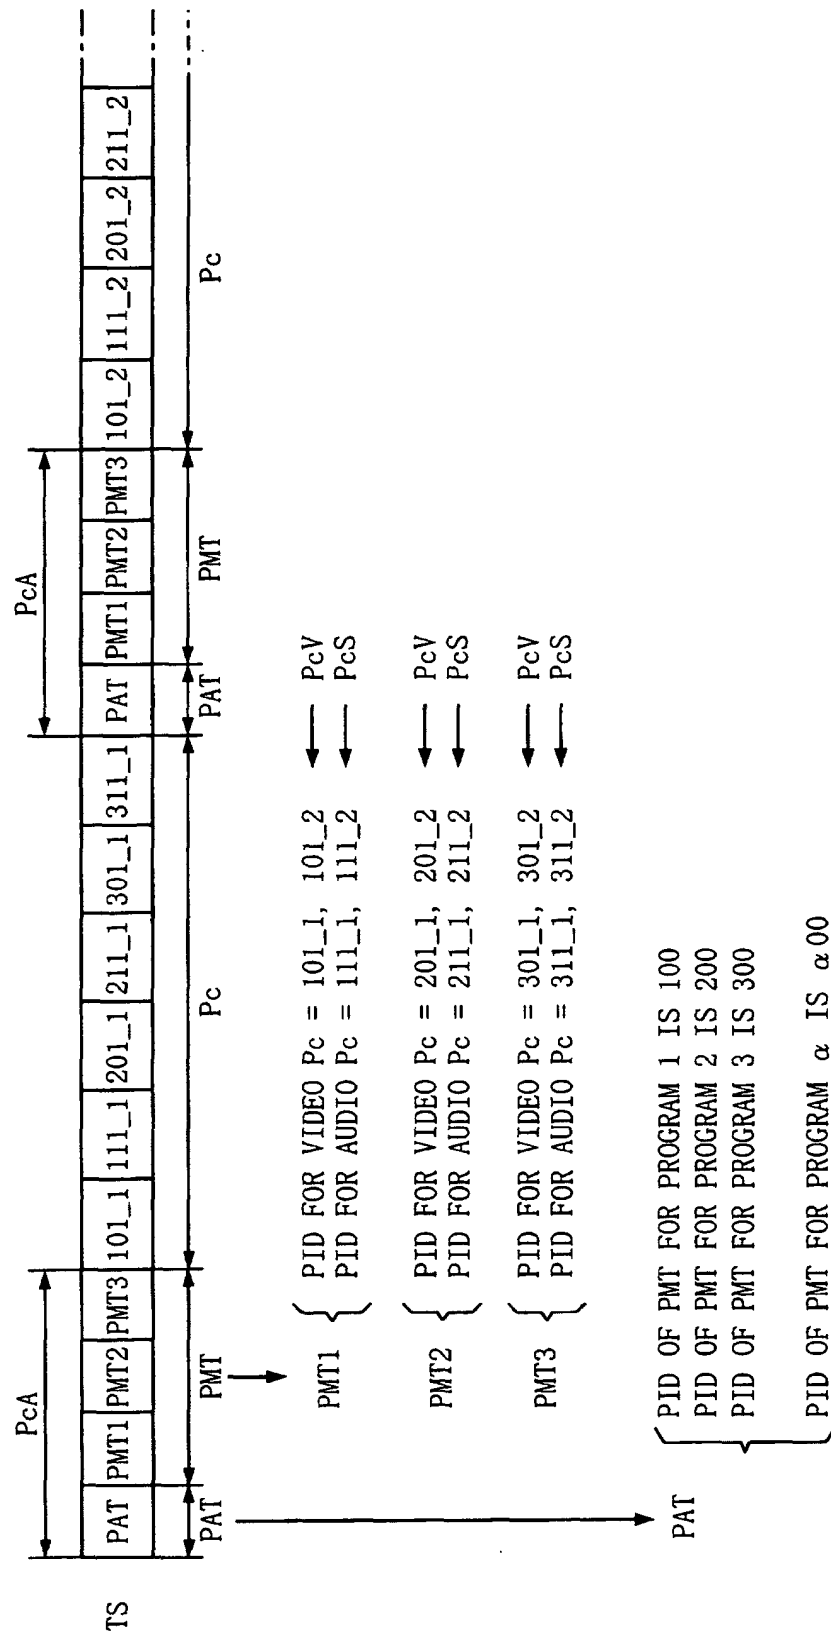 PcA PcA
TS PAT PMT1 PMT2 PMT3 101_1 111_1 201_1 211_1 301_1 311_1 PAT PMT1 PMT2 PMT3 101_2 111_2 201_2 211_2
PAT PMT Pc PAT PMT Pc
PMT1
PID FOR VIDEO Pc = 101_1, 101_2 PcV
PID FOR AUDIO Pc = 111_1, 111_2 PcS
PMT2
PID FOR VIDEO Pc = 201_1, 201_2 PcV
PID FOR AUDIO Pc = 211_1, 211_2 PcS
PMT3
PID FOR VIDEO Pc = 301_1, 301_2 PcV
PID FOR AUDIO Pc = 311_1, 311_2 PcS
PAT
PID OF PMT FOR PROGRAM 1 IS 100
PID OF PMT FOR PROGRAM 2 IS 200
PID OF PMT FOR PROGRAM 3 IS 300
PID OF PMT FOR PROGRAM α IS α00